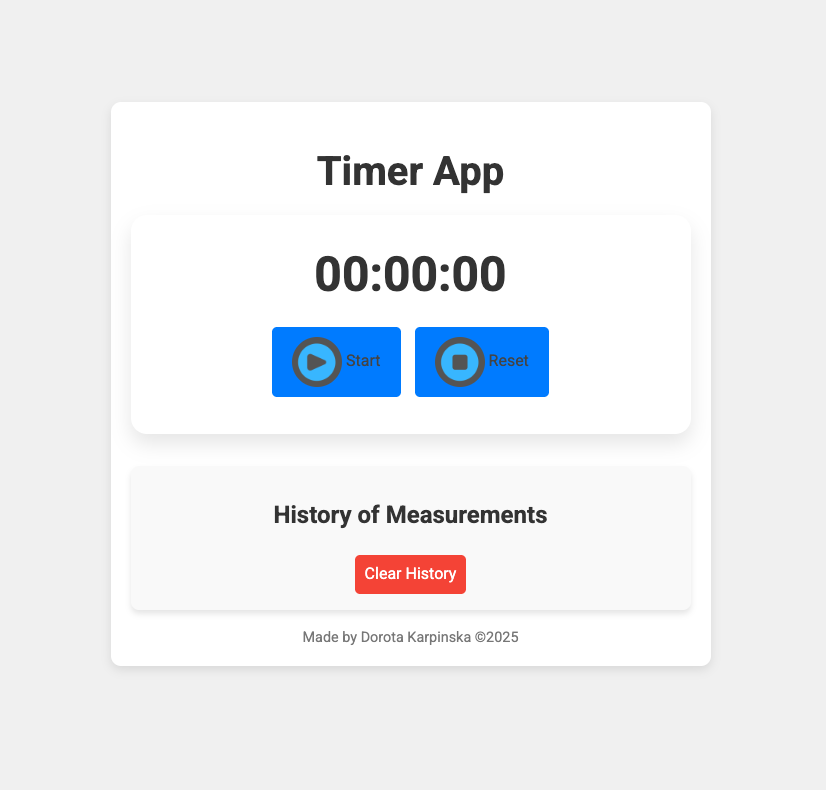 Timer App
00:00:00
Start Reset
History of Measurements
Clear History
Made by Dorota Karpinska ©2025